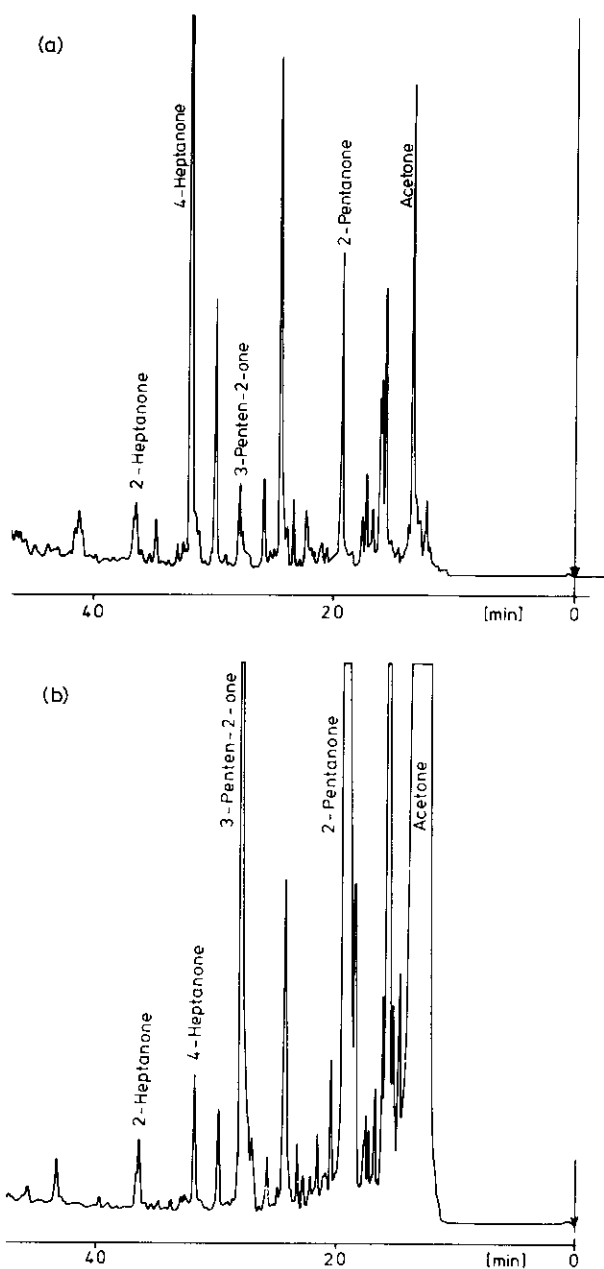 (a)
4-Heptanone
Acetone
2-Pentanone
3-Penten-2-one
2-Heptanone
40
20
[min]
0
(b)
3-Penten-2-one
2-Pentanone
Acetone
4-Heptanone
2-Heptanone
40
20
[min]
0